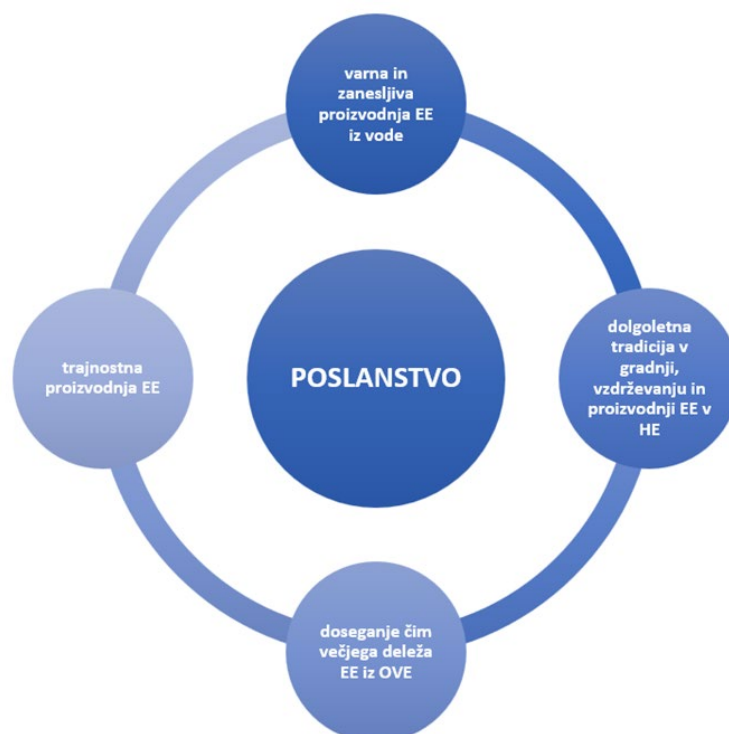 varna in
zanesljiva
proizvodnja EE
iz vode
dolgoletna
tradicija v
gradnji,
vzdrževanju in
proizvodnji EE v
HE
trajnostna
proizvodnja EE
POSLANSTVO
doseganje čim
večjega deleža
EE iz OVE